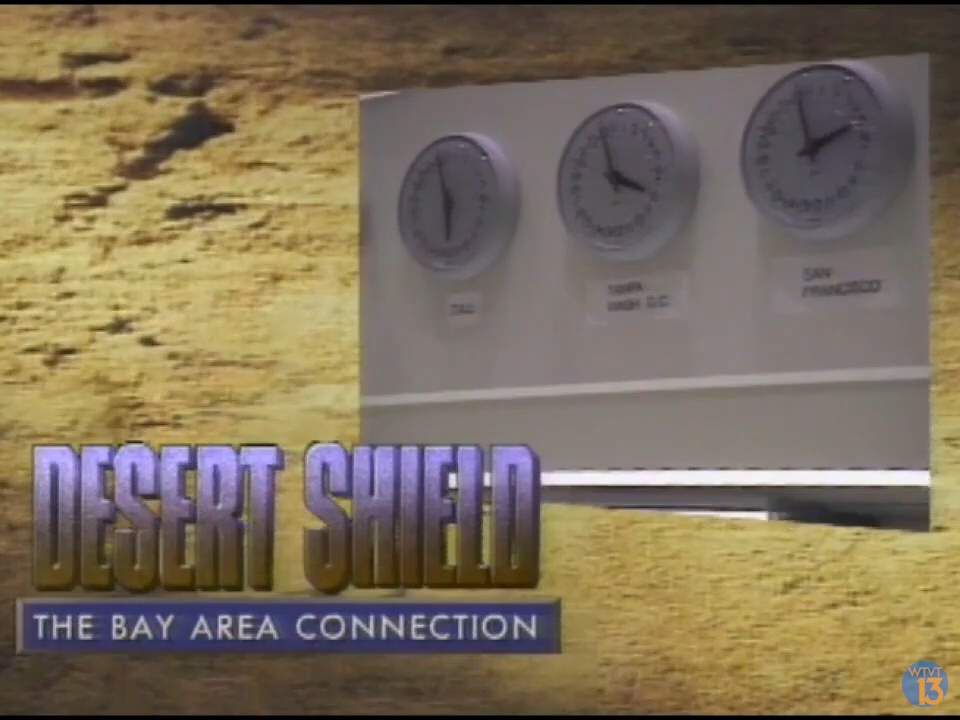 TAMPA
WASH D.C.
SAN
FRANCISCO
DESERT SHIELD
THE BAY AREA CONNECTION
WTVT
13